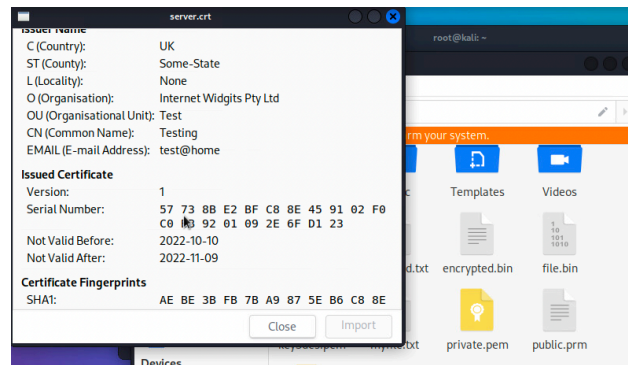 server.crt
Issuer Name
C (Country): UK
ST (County): Some-State
L (Locality): None
O (Organisation): Internet Widgits Pty Ltd
OU (Organisational Unit): Test
CN (Common Name): Testing
EMAIL (E-mail Address): test@home
Issued Certificate
Version: 1
Serial Number: 57 73 8B E2 BF C8 8E 45 91 02 F0
C0 92 01 09 2E 6F D1 23
Not Valid Before: 2022-10-10
Not Valid After: 2022-11-09
Certificate Fingerprints
SHA1: AE BE 3B FB 7B A9 87 5E B6 C8 8E
Close Import
root@kali: ~
rm your system.
c Templates Videos
1
10
101
1010
d.txt encrypted.bin file.bin
.txt private.pem public.prm
Devices